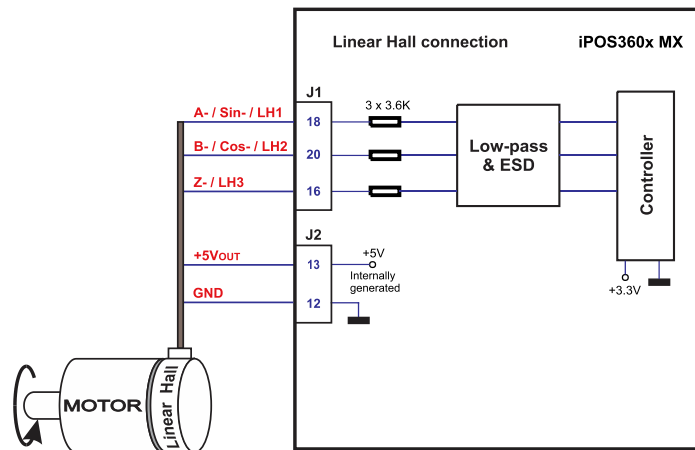 Linear Hall connection
iPOS360x MX
J1
A- / Sin- / LH1
18
3 x 3.6K
B- / Cos- / LH2
20
Z- / LH3
16
Low-pass
& ESD
Controller
J2
+5VOUT
13
+5V
Internally
generated
GND
12
+3.3V
MOTOR
Linear Hall